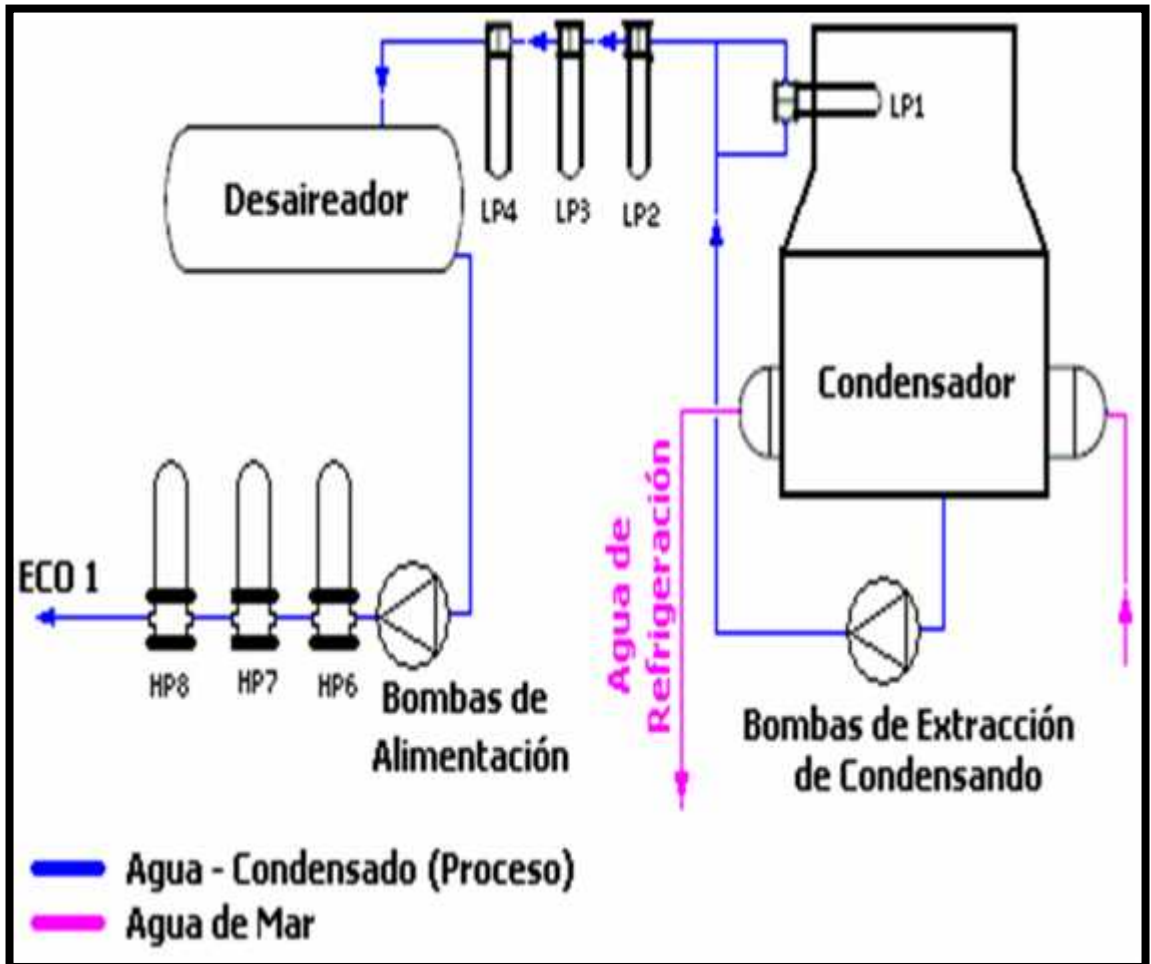 LP1
Desaireador
LP4
LP3
LP2
Condensador
Agua de
Refrigeración
ECO 1
HP8
HP7
HP6
Bombas de
Alimentación
Bombas de Extracción
de Condensando
Agua - Condensado (Proceso)
Agua de Mar